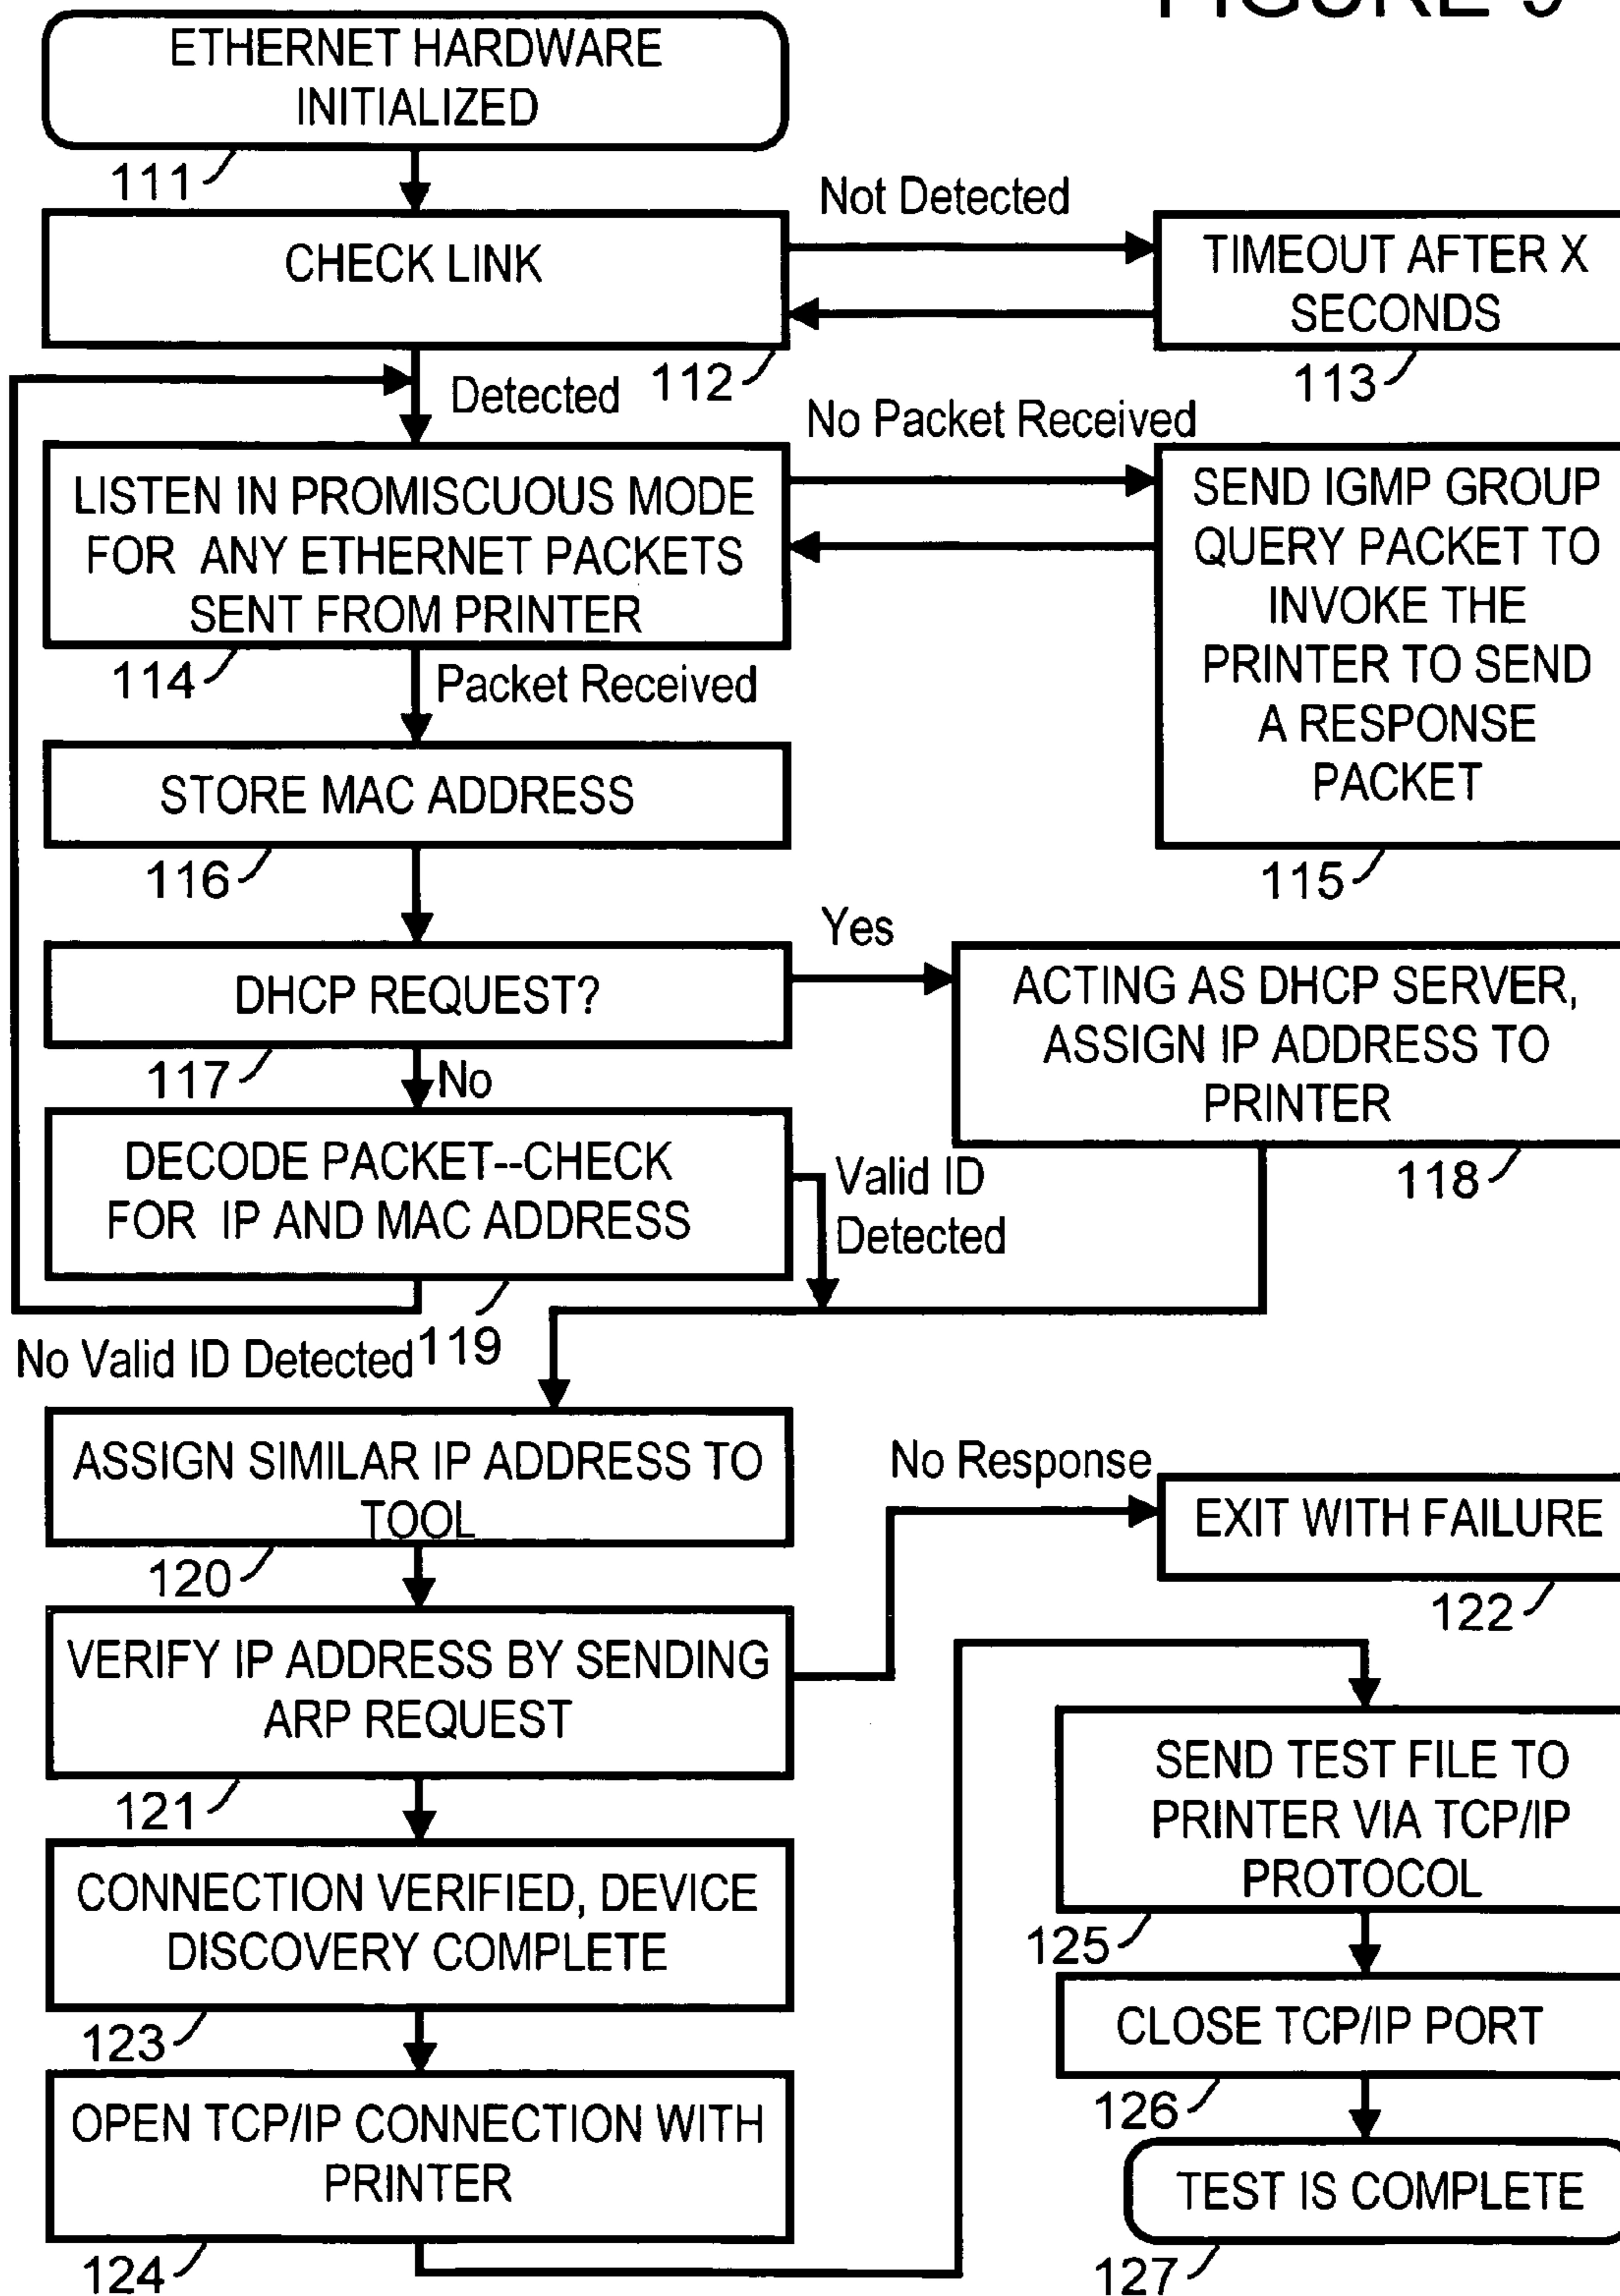 FIGURE 9
ETHERNET HARDWARE
INITIALIZED
111
CHECK LINK
112
Not Detected
TIMEOUT AFTER X
SECONDS
113
Detected
LISTEN IN PROMISCUOUS MODE
FOR ANY ETHERNET PACKETS
SENT FROM PRINTER
114
No Packet Received
SEND IGMP GROUP
QUERY PACKET TO
INVOKE THE
PRINTER TO SEND
A RESPONSE
PACKET
115
Packet Received
STORE MAC ADDRESS
116
DHCP REQUEST?
117
Yes
ACTING AS DHCP SERVER,
ASSIGN IP ADDRESS TO
PRINTER
118
No
DECODE PACKET--CHECK
FOR IP AND MAC ADDRESS
119
Valid ID
Detected
No Valid ID Detected
ASSIGN SIMILAR IP ADDRESS TO
TOOL
120
VERIFY IP ADDRESS BY SENDING
ARP REQUEST
121
No Response
EXIT WITH FAILURE
122
CONNECTION VERIFIED, DEVICE
DISCOVERY COMPLETE
123
OPEN TCP/IP CONNECTION WITH
PRINTER
124
SEND TEST FILE TO
PRINTER VIA TCP/IP
PROTOCOL
125
CLOSE TCP/IP PORT
126
TEST IS COMPLETE
127